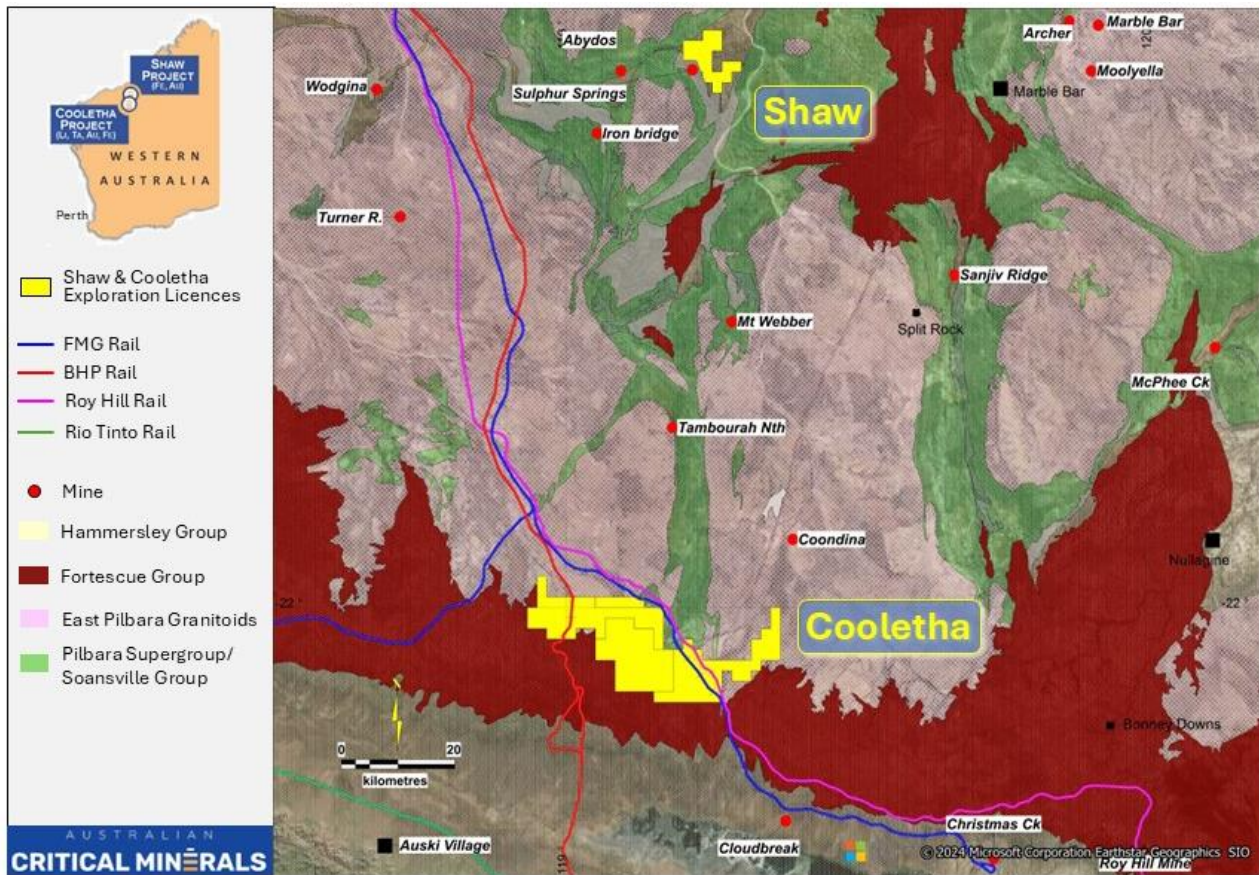 SHAW
PROJECT
(Fe, Au)
COOLETHA
PROJECT
(Li, Ta, Au, Fe)
WESTERN
AUSTRALIA
Perth
Shaw & Cooletha
Exploration Licences
FMG Rail
BHP Rail
Roy Hill Rail
Rio Tinto Rail
Mine
Hammersley Group
Fortescue Group
East Pilbara Granitoids
Pilbara Supergroup/
Soansville Group
AUSTRALIAN
CRITICAL MINERALS
Abydos
Archer
Marble Bar
Wodgina
Sulphur Springs
Moolyella
Marble Bar
Shaw
Iron bridge
Turner R.
Sanjiv Ridge
Mt Webber
Split Rock
McPhee Ck
Tambourah Nth
Coondina
Nullagine
-22 °
-22 °
Cooletha
Bonney Downs
0 20
kilometres
Auski Village
119 °
Cloudbreak
Christmas Ck
© 2024 Microsoft Corporation Earthstar Geographics SIO
Roy Hill Mine